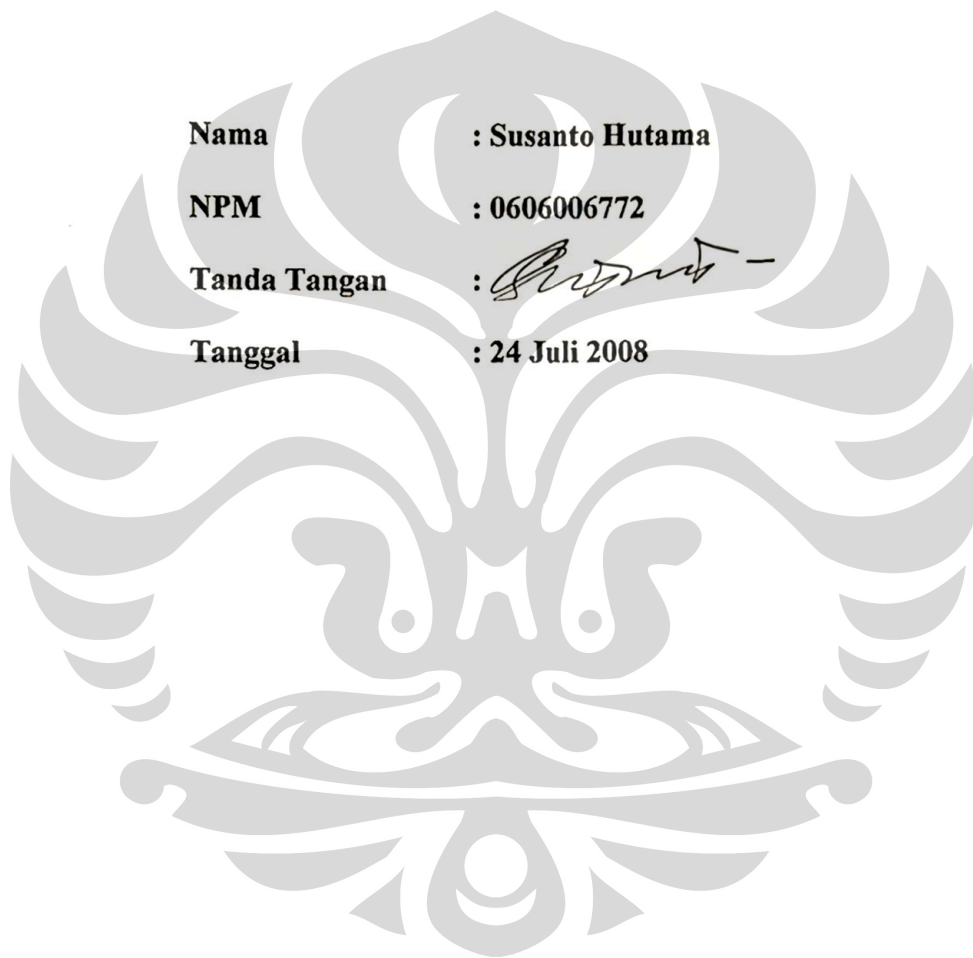 Nama : Susanto Hutama
NPM : 0606006772
Tanda Tangan :
Tanggal : 24 Juli 2008